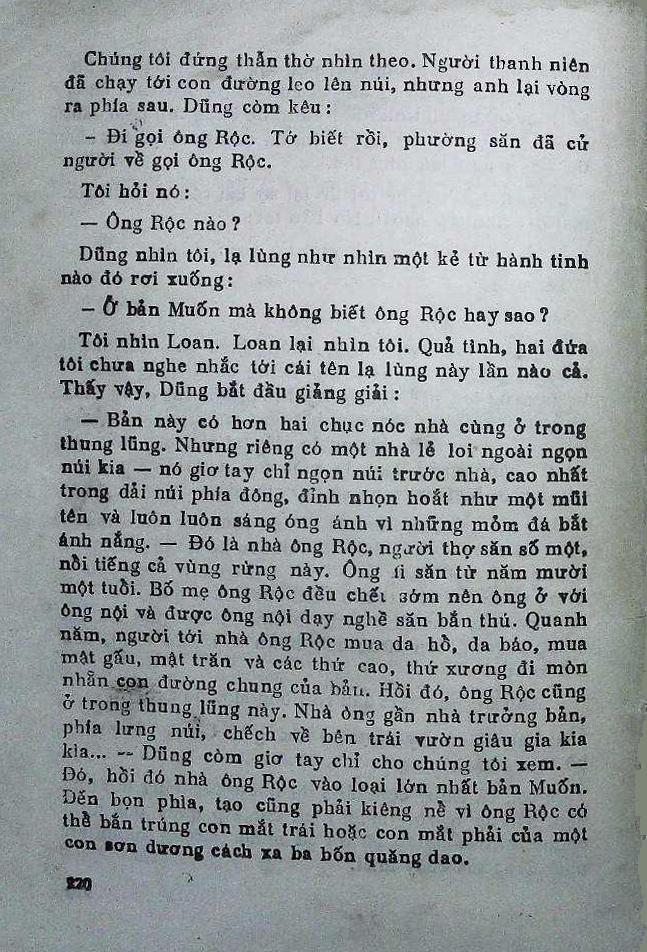 Chúng tôi đứng thẫn thờ nhìn theo. Người thanh niên
đã chạy tới con đường leo lên núi, nhưng anh lại vòng
ra phía sau. Dũng còm kêu :
– Đi gọi ông Rộc. Tớ biết rồi, phường săn đã cử
người về gọi ông Rộc.
Tôi hỏi nó :
— Ông Rộc nào ?
Dũng nhìn tôi, lạ lùng như nhìn một kẻ từ hành tinh
nào đó rơi xuống :
– Ở bản Muốn mà không biết ông Rộc hay sao ?
Tôi nhìn Loan. Loan lại nhìn tôi. Quả tình, hai đứa
tôi chưa nghe nhắc tới cái tên lạ lùng này lần nào cả.
Thấy vậy, Dũng bắt đầu giảng giải :
— Bản này có hơn hai chục nóc nhà cùng ở trong
thung lũng. Nhưng riêng có một nhà lẻ loi ngoài ngọn
núi kia — nó giơ tay chỉ ngọn núi trước nhà, cao nhất
trong dải núi phía đông, đỉnh nhọn hoắt như một mũi
tên và luôn luôn sáng óng ánh vì những mỏm đá bắt
ánh nắng. — Đó là nhà ông Rộc, người thợ săn số một,
nổi tiếng cả vùng rừng này. Ông đi săn từ năm mười
một tuổi. Bố mẹ ông Rộc đều chết sớm nên ông ở với
ông nội và được ông nội dạy nghề săn bắn thú. Quanh
năm, người tới nhà ông Rộc mua da hổ, da báo, mua
mật gấu, mật trăn và các thứ cao, thứ xương đi mòn
nhẵn con đường chung của bản. Hồi đó, ông Rộc cũng
ở trong thung lũng này. Nhà ông gần nhà trưởng bản,
phía lưng núi, chếch về bên trái vườn giâu gia kia
kìa... -- Dũng còm giơ tay chỉ cho chúng tôi xem. —
Đó, hồi đó nhà ông Rộc vào loại lớn nhất bản Muốn.
Đến bọn phìa, tạo cũng phải kiêng nề vì ông Rộc có
thể bắn trúng con mắt trái hoặc con mắt phải của một
con sơn dương cách xa ba bốn quăng dao.
220